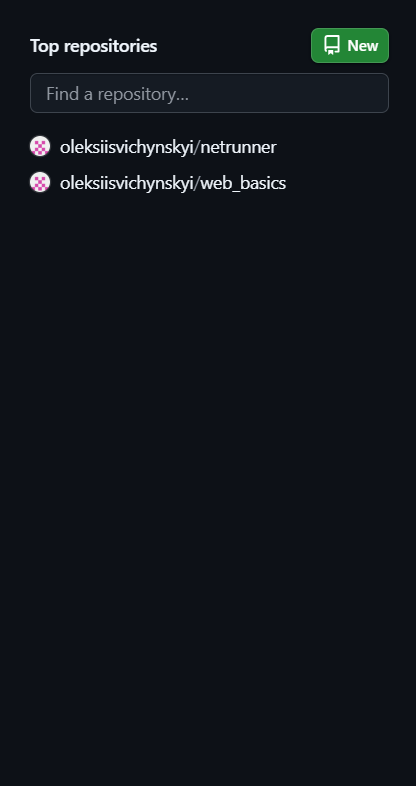 Top repositories
New
Find a repository...
oleksiisvichynskyi/netrunner
oleksiisvichynskyi/web_basics